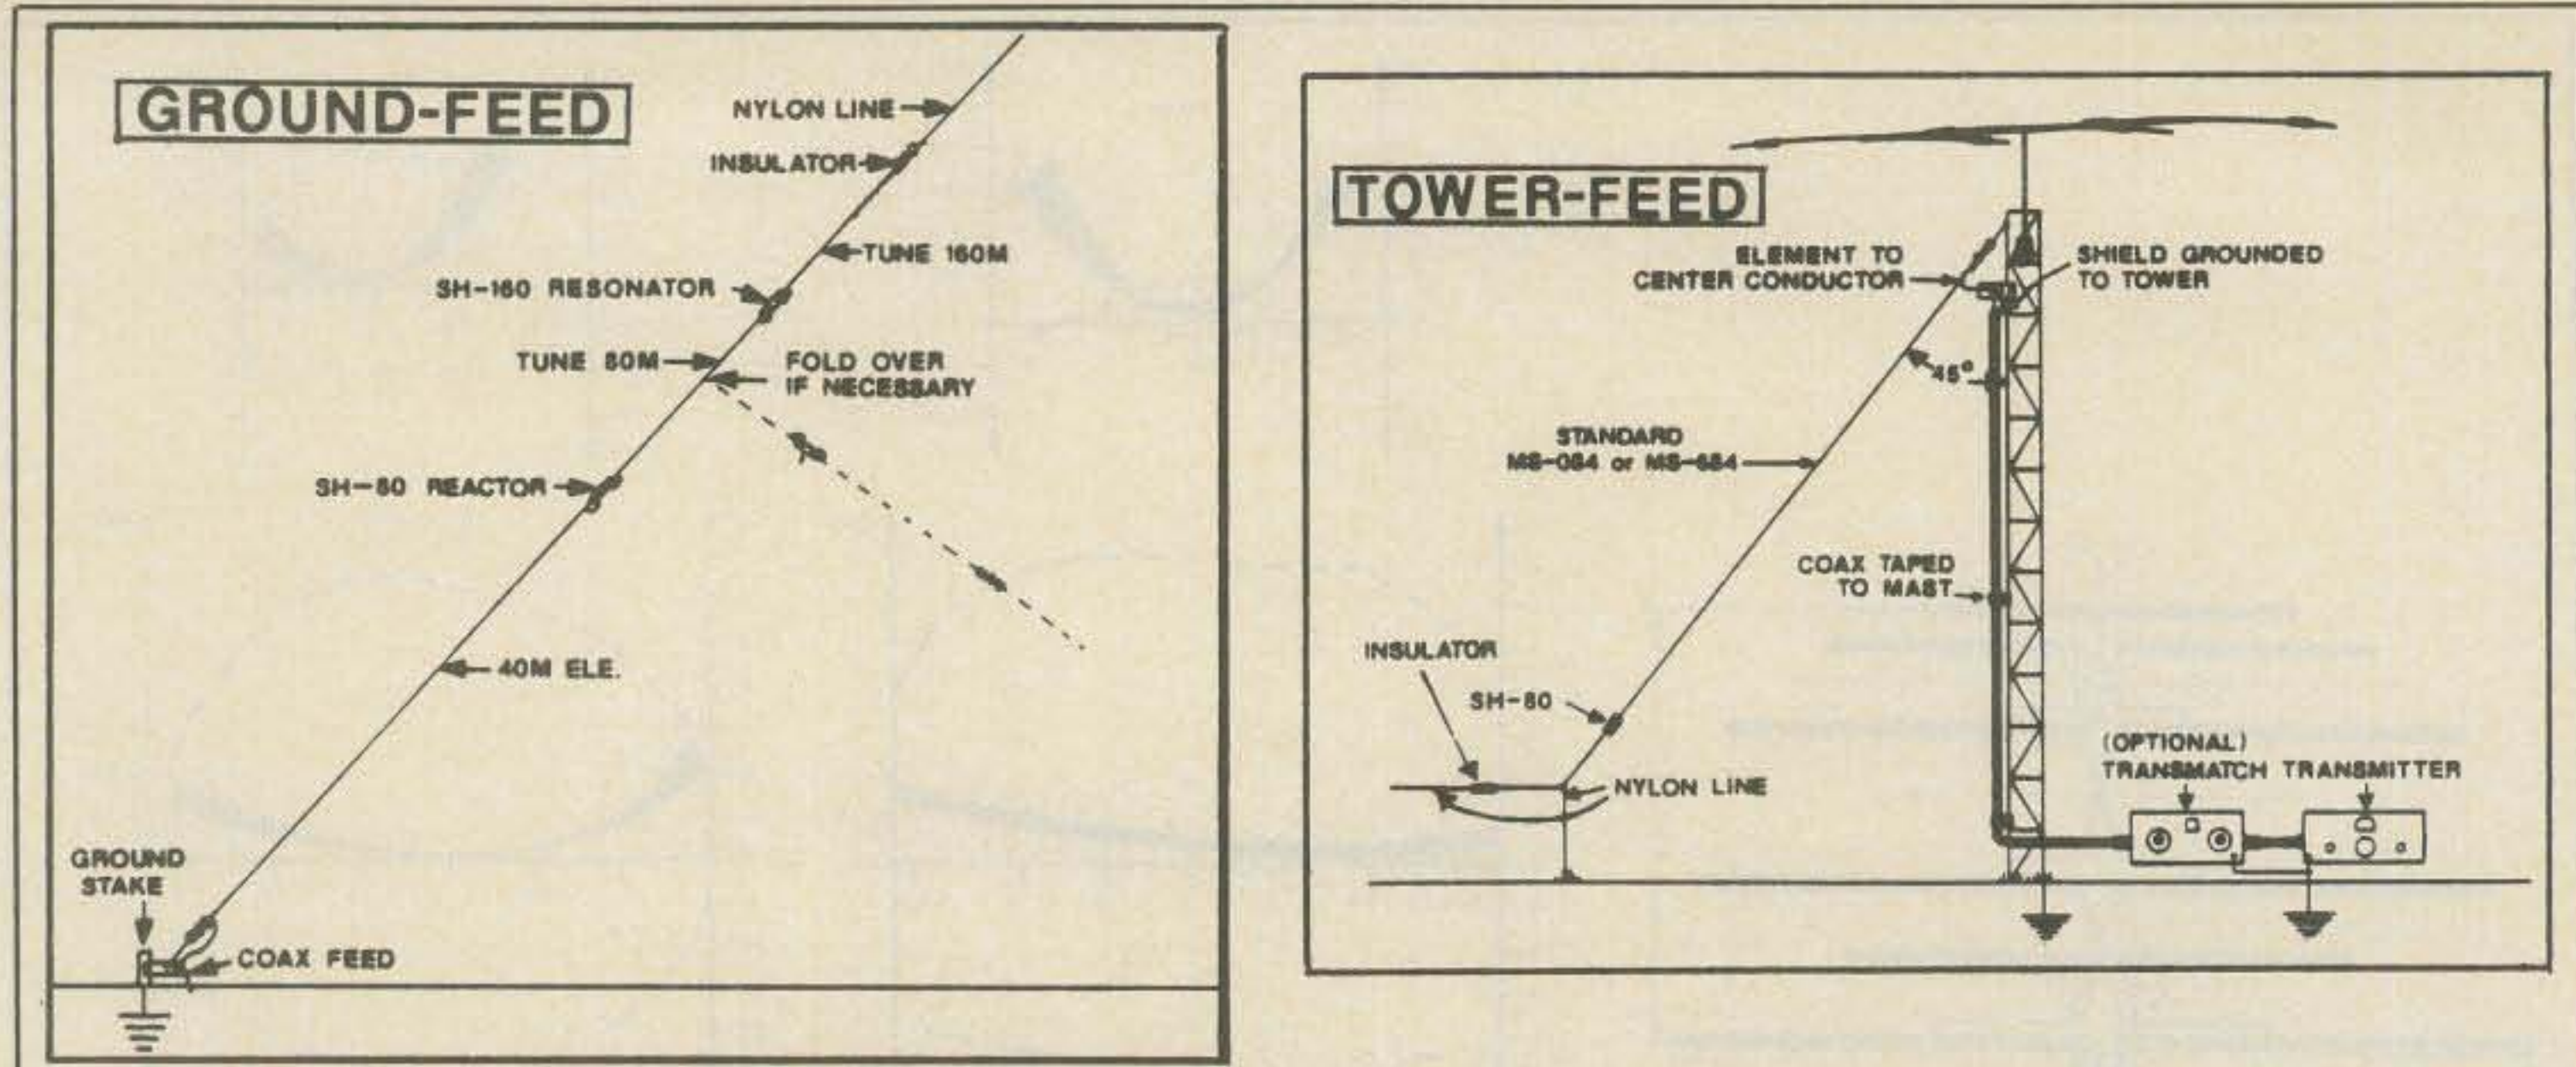 GROUND-FEED
NYLON LINE
INSULATOR
TUNE 160M
SH-160 RESONATOR
TUNE 80M
FOLD OVER
IF NECESSARY
SH-80 REACTOR
40M ELE.
GROUND
STAKE
COAX FEED
TOWER-FEED
ELEMENT TO
CENTER CONDUCTOR
SHIELD GROUNDED
TO TOWER
45°
STANDARD
MS-084 or MS-684
COAX TAPED
TO MAST
INSULATOR
SH-80
NYLON LINE
(OPTIONAL)
TRANSMATCH TRANSMITTER